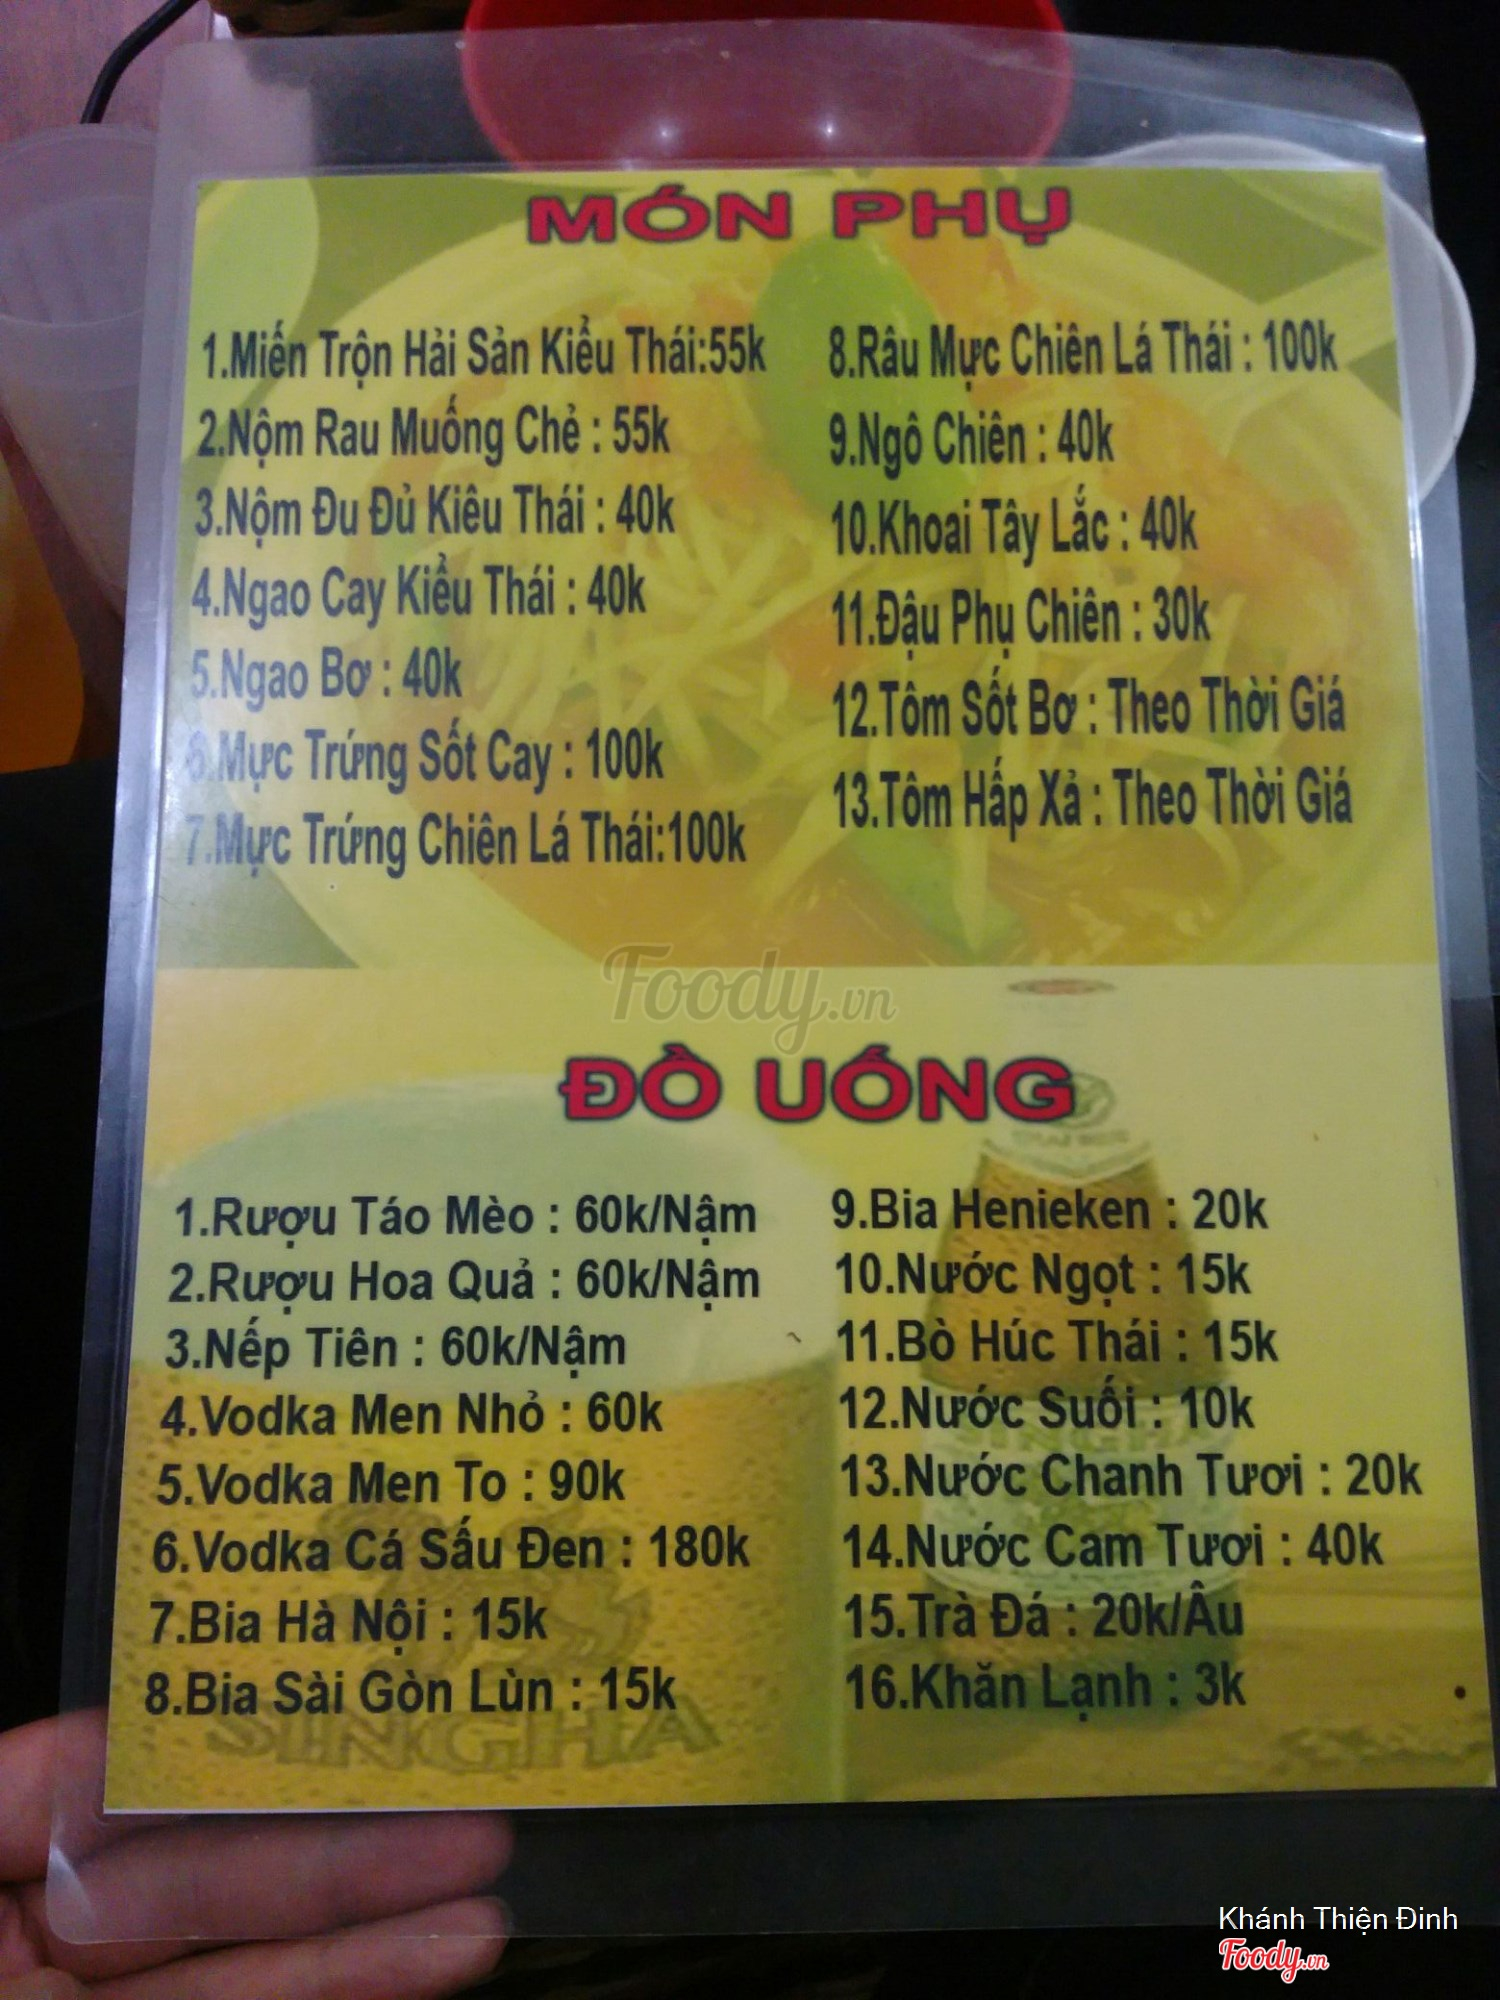 MÓN PHỤ
1.Miến Trộn Hải Sản Kiểu Thái:55k
2.Nộm Rau Muống Chẻ : 55k
3.Nộm Đu Đủ Kiêu Thái : 40k
4.Ngao Cay Kiểu Thái : 40k
5.Ngao Bơ : 40k
6.Mực Trứng Sốt Cay : 100k
7.Mực Trứng Chiên Lá Thái:100k
8.Râu Mực Chiên Lá Thái : 100k
9.Ngô Chiên : 40k
10.Khoai Tây Lắc : 40k
11.Đậu Phụ Chiên : 30k
12.Tôm Sốt Bơ : Theo Thời Giá
13.Tôm Hấp Xả : Theo Thời Giá
Foody.vn
ĐỒ UỐNG
1.Rượu Táo Mèo : 60k/Nậm
2.Rượu Hoa Quả : 60k/Nậm
3.Nếp Tiên : 60k/Nậm
4.Vodka Men Nhỏ : 60k
5.Vodka Men To : 90k
6.Vodka Cá Sấu Đen : 180k
7.Bia Hà Nội : 15k
8.Bia Sài Gòn Lùn : 15k
9.Bia Henieken : 20k
10.Nước Ngọt : 15k
11.Bò Húc Thái : 15k
12.Nước Suối : 10k
13.Nước Chanh Tươi : 20k
14.Nước Cam Tươi : 40k
15.Trà Đá : 20k/Âu
16.Khăn Lạnh : 3k
SINGHA
SINGHA
Khánh Thiện Đinh
Foody.vn